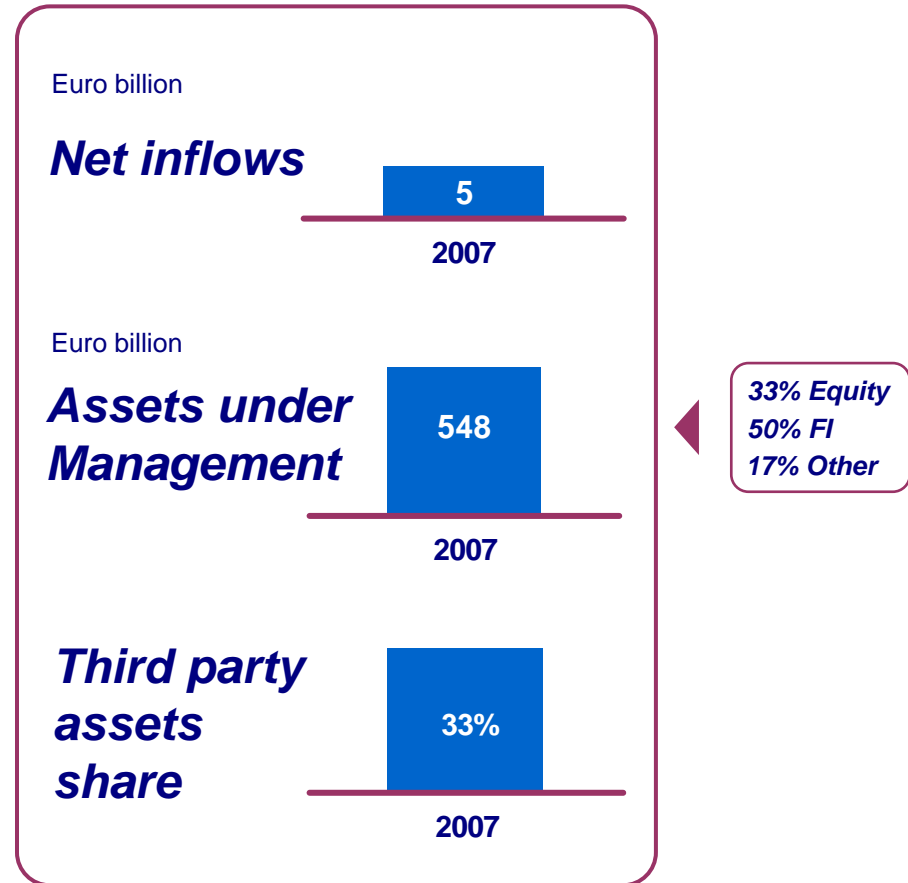 Euro billion
Net inflows
5
2007
Euro billion
Assets under
Management
548
2007
33% Equity
50% FI
17% Other
Third party
assets
share
33%
2007